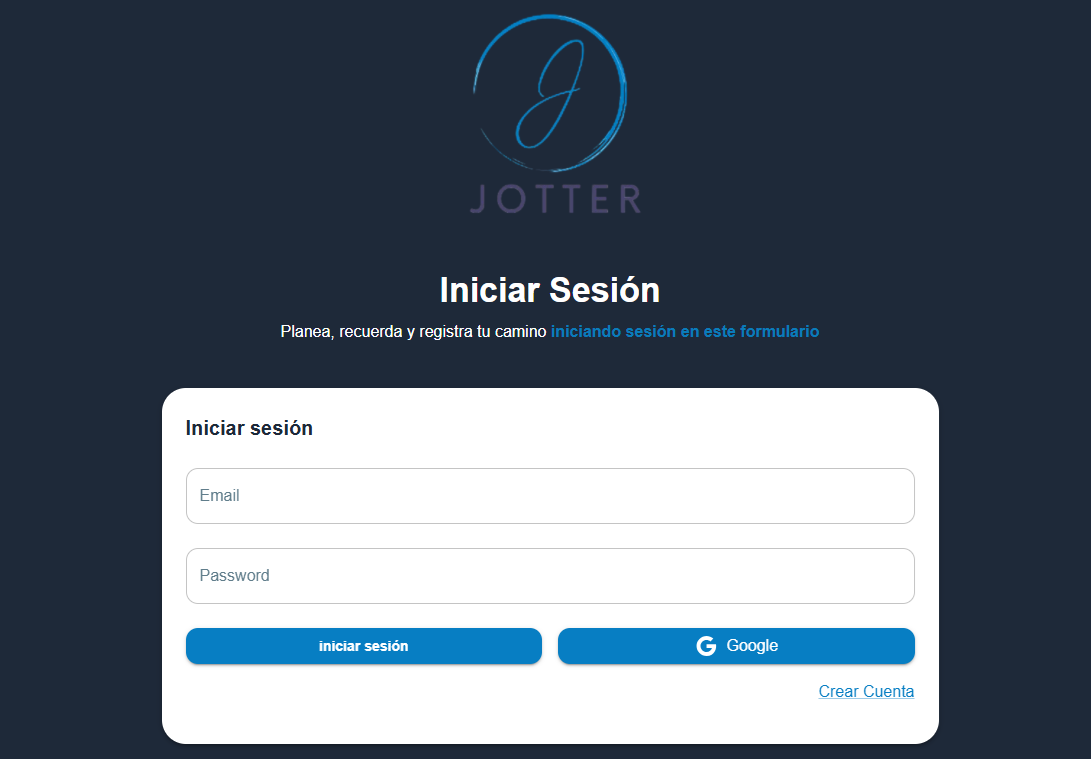 J
JOTTER
Iniciar Sesión
Planea, recuerda y registra tu camino iniciando sesión en este formulario
Iniciar sesión
Email
Password
iniciar sesión
Google
Crear Cuenta